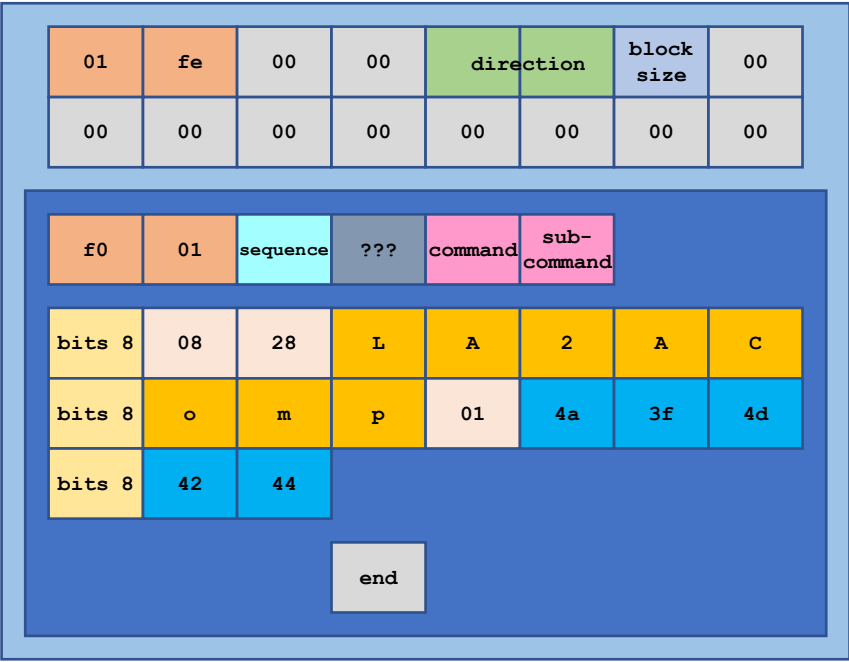 01 fe 00 00 direction block size 00
00 00 00 00 00 00 00 00
f0 01 sequence ??? command sub-command
bits 8 08 28 L A 2 A C
bits 8 o m p 01 4a 3f 4d
bits 8 42 44
end